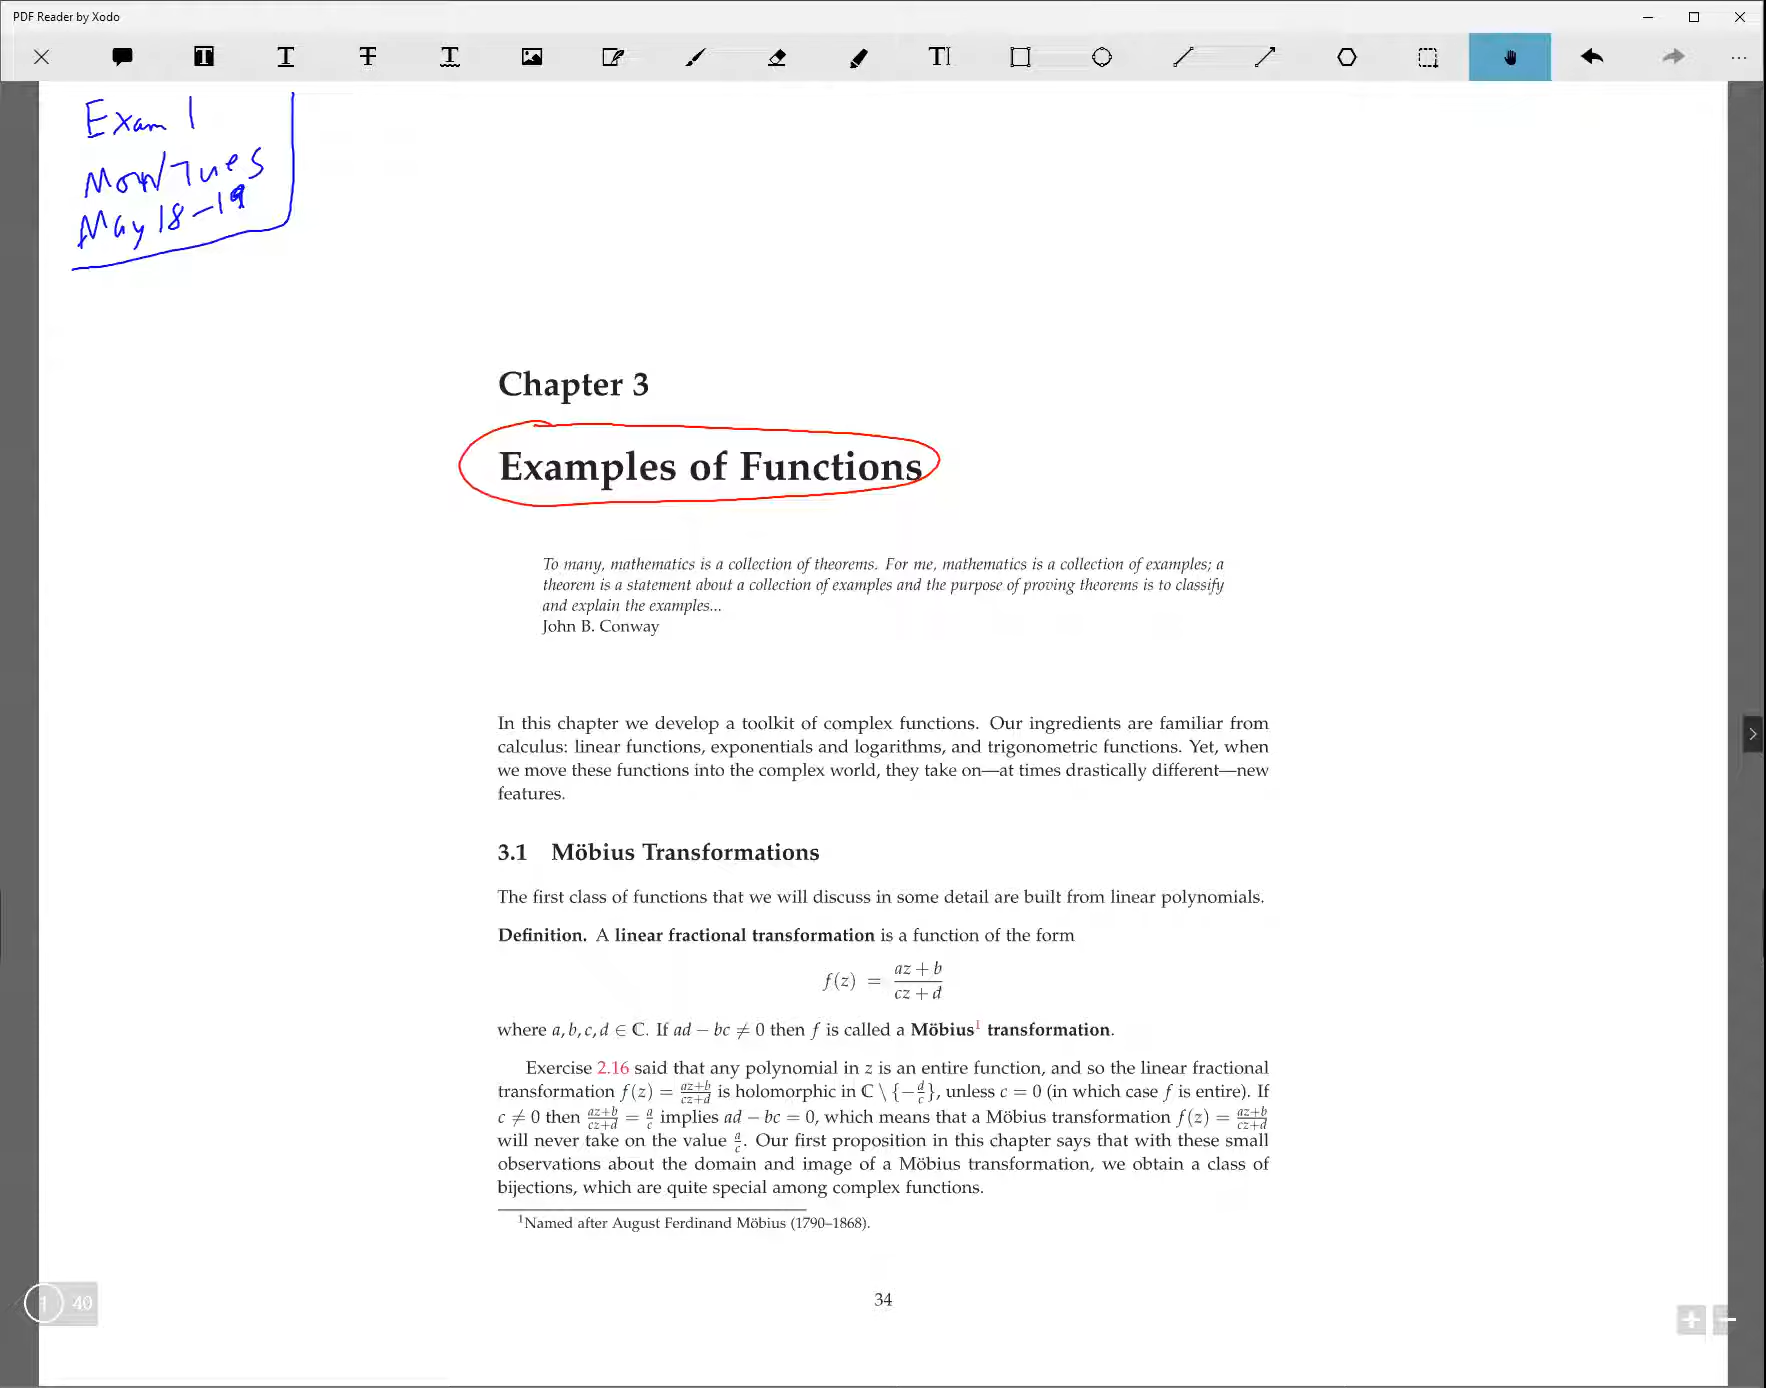 PDF Reader by Xodo
Exam 1
Mon/Tues
May 18-19
Chapter 3
Examples of Functions
To many, mathematics is a collection of theorems. For me, mathematics is a collection of examples; a
theorem is a statement about a collection of examples and the purpose of proving theorems is to classify
and explain the examples...
John B. Conway
In this chapter we develop a toolkit of complex functions. Our ingredients are familiar from
calculus: linear functions, exponentials and logarithms, and trigonometric functions. Yet, when
we move these functions into the complex world, they take on—at times drastically different—new
features.
3.1 Möbius Transformations
The first class of functions that we will discuss in some detail are built from linear polynomials.
Definition. A linear fractional transformation is a function of the form
f(z) = \frac{az + b}{cz + d}
where a, b, c, d ∈ ℂ. If ad − bc ≠ 0 then f is called a Möbius¹ transformation.
Exercise 2.16 said that any polynomial in z is an entire function, and so the linear fractional
transformation f(z) = \frac{az+b}{cz+d} is holomorphic in ℂ \ {−\frac{d}{c}}, unless c = 0 (in which case f is entire). If
c ≠ 0 then \frac{az+b}{cz+d} = \frac{a}{c} implies ad − bc = 0, which means that a Möbius transformation f(z) = \frac{az+b}{cz+d}
will never take on the value \frac{a}{c}. Our first proposition in this chapter says that with these small
observations about the domain and image of a Möbius transformation, we obtain a class of
bijections, which are quite special among complex functions.
¹Named after August Ferdinand Möbius (1790–1868).
1 40
34